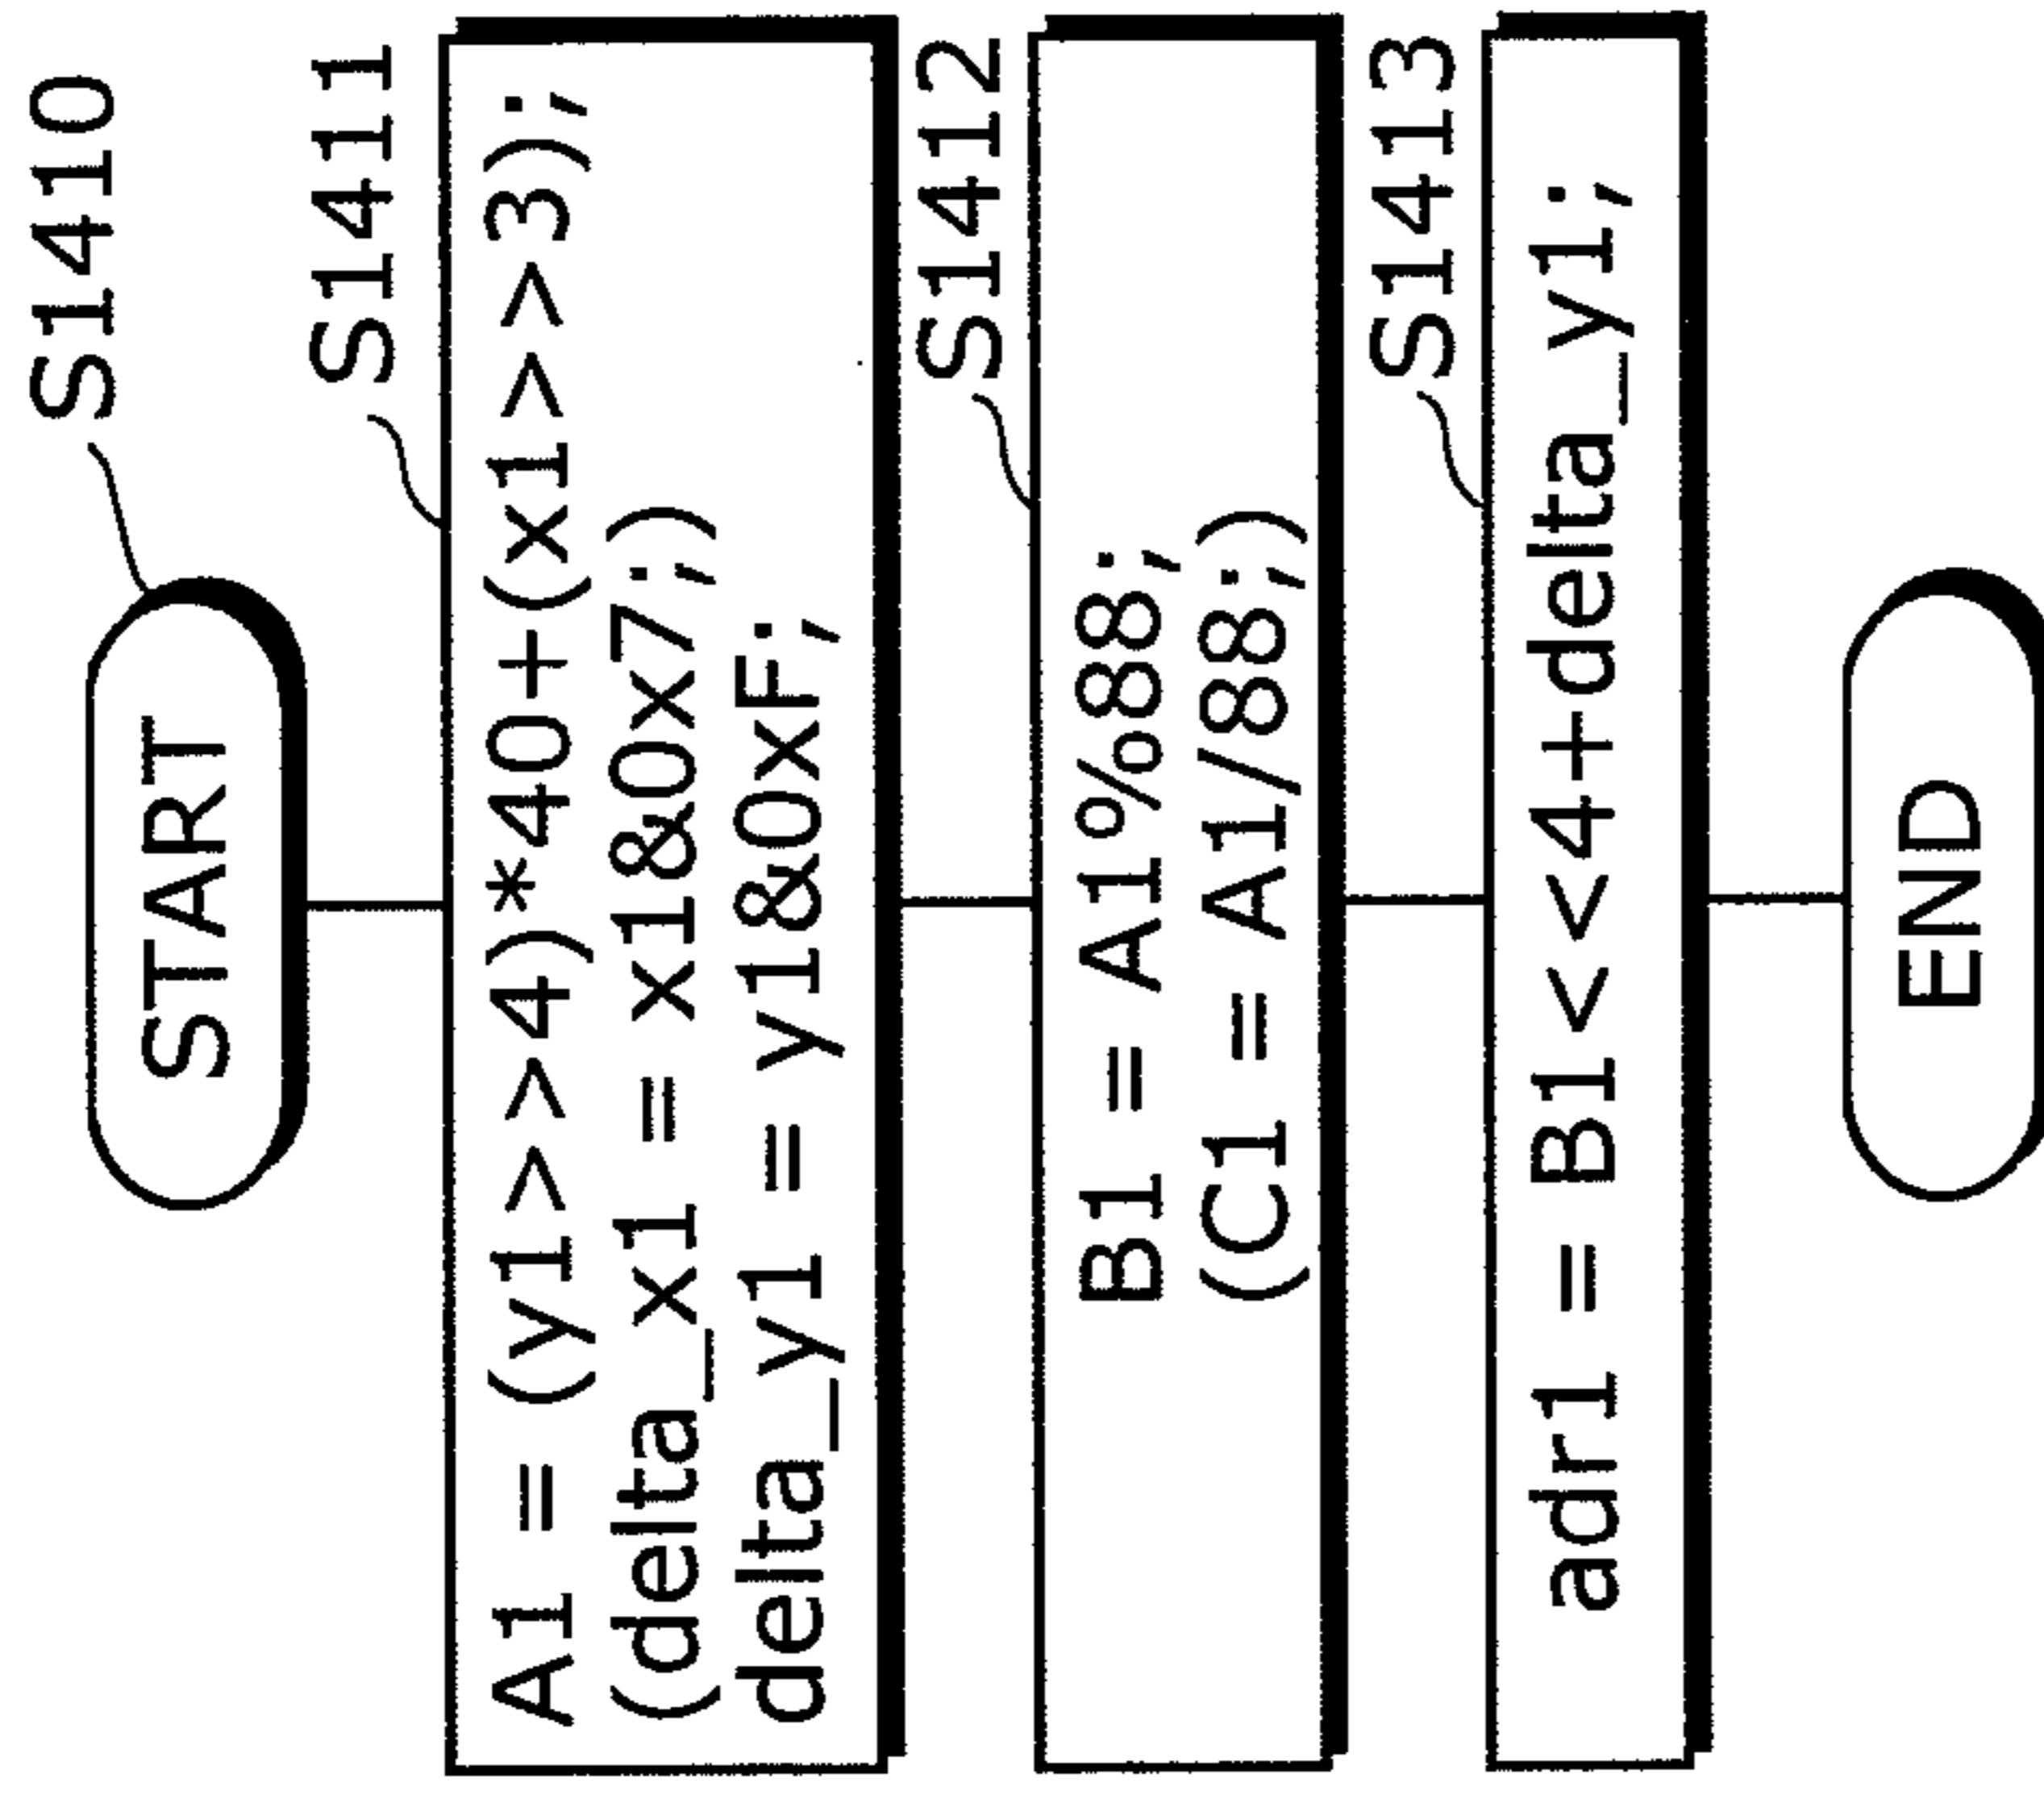 START
S1410
S1411
A1 = (y1>>4)*40+(x1>>3);
(delta_x1 = x1&0x7;)
delta_y1 = y1&0xF;
S1412
B1 = A1%88;
(C1 = A1/88;)
S1413
adr1 = B1<<4+delta_y1;
END